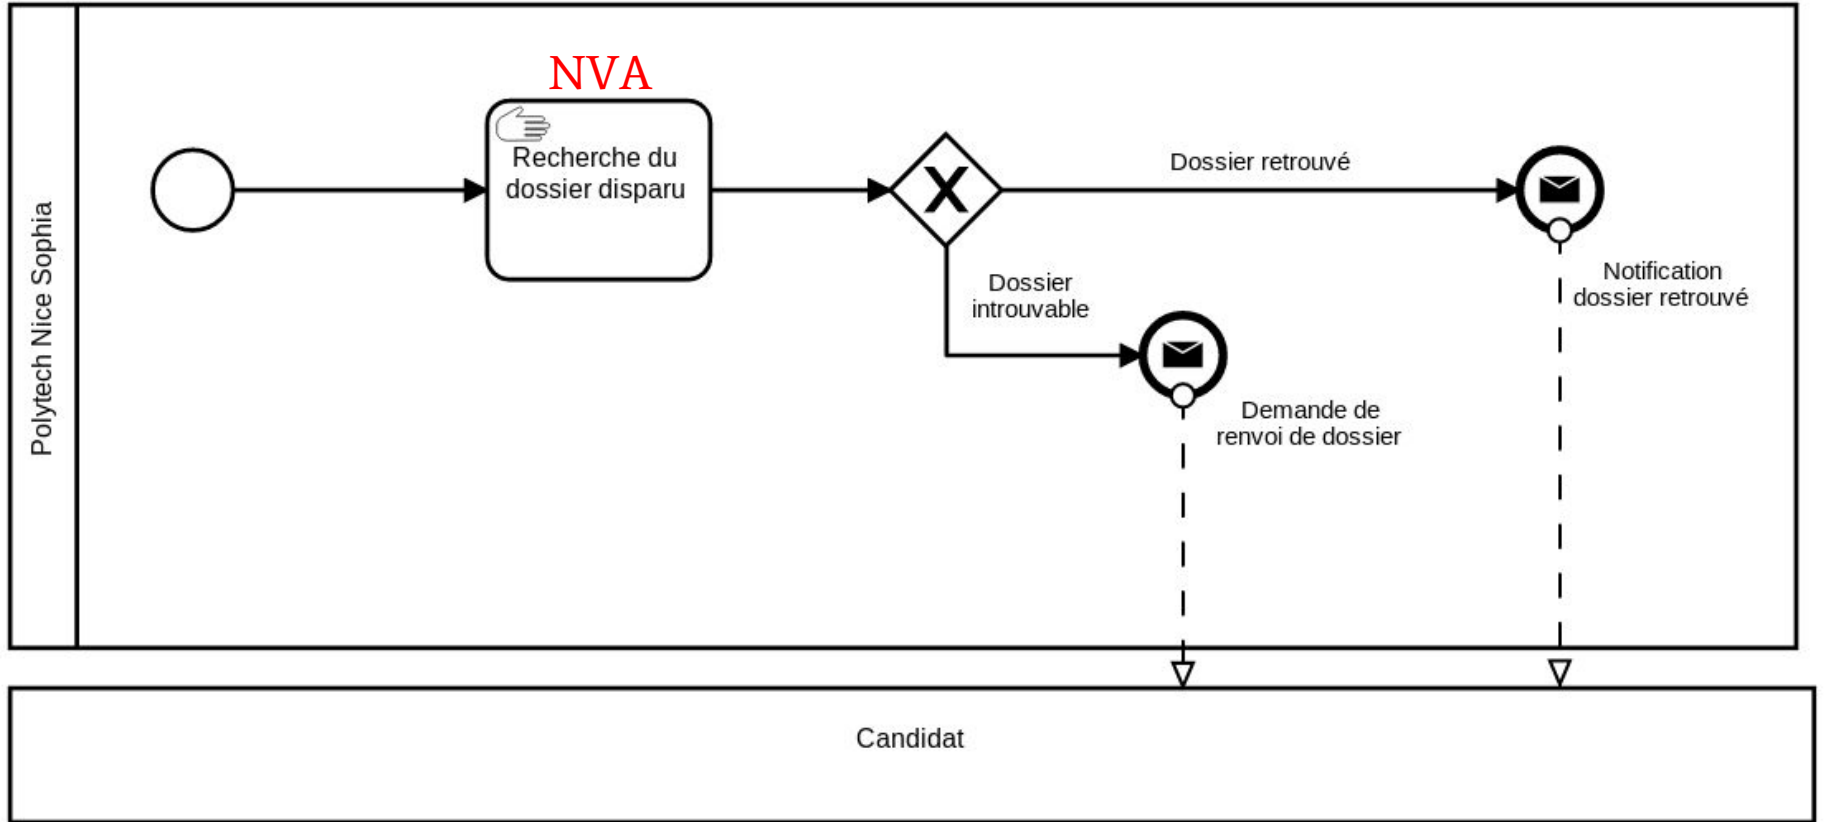 NVA
Recherche du
dossier disparu
X
Dossier retrouvé
Notification
dossier retrouvé
Dossier
introuvable
Demande de
renvoi de dossier
Polytech Nice Sophia
Candidat